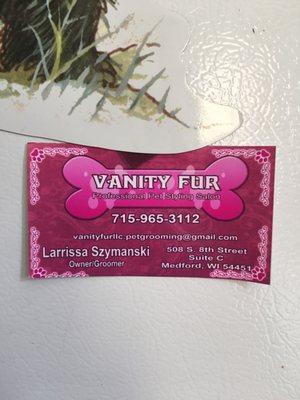 VANITY FUR
Professional Pet Styling Salon
715-965-3112
vanityfurllc.petgrooming@gmail.com
Larrissa Szymanski
Owner/Groomer
508 S. 8th Street
Suite C
Medford, WI 54451